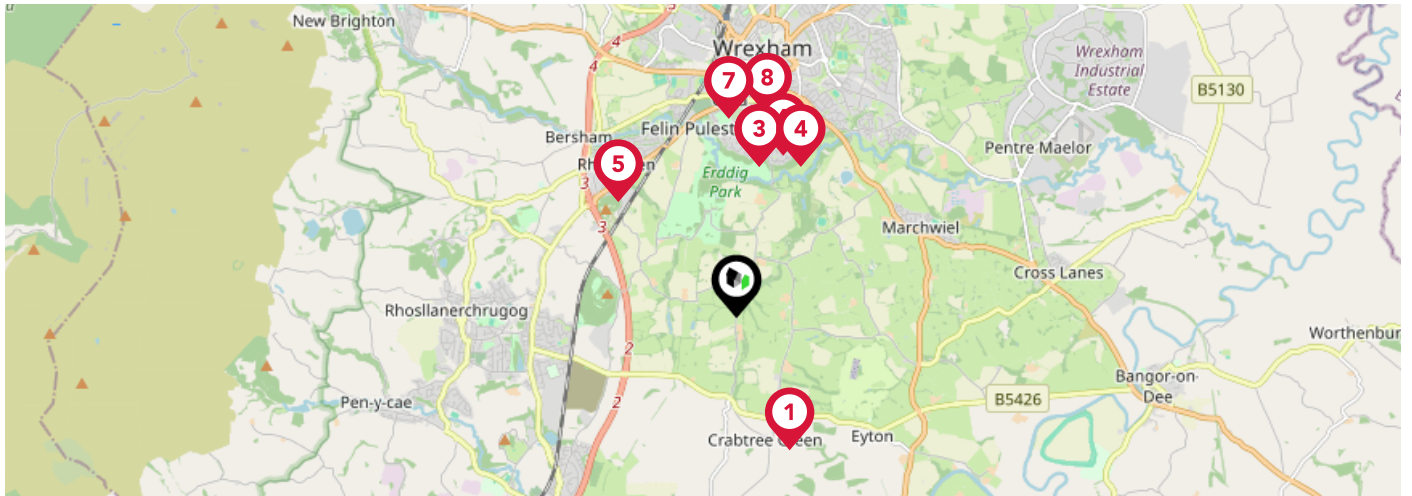 u
New Brighton
5
4
4
Wrexham
7
8
Wrexham
Industrial
Estate
B5130
Bersham
Felin Pulest
3
4
Pentre Maelor
Rh
en
5
3
Erddig
Park
3
Marchwiel
Cross Lanes
Rhosllanerchrugog
Worthenbur
2
Bangor-on-
Dee
Pen-y-cae
2
B5426
1
Crabtree Green
Eyton